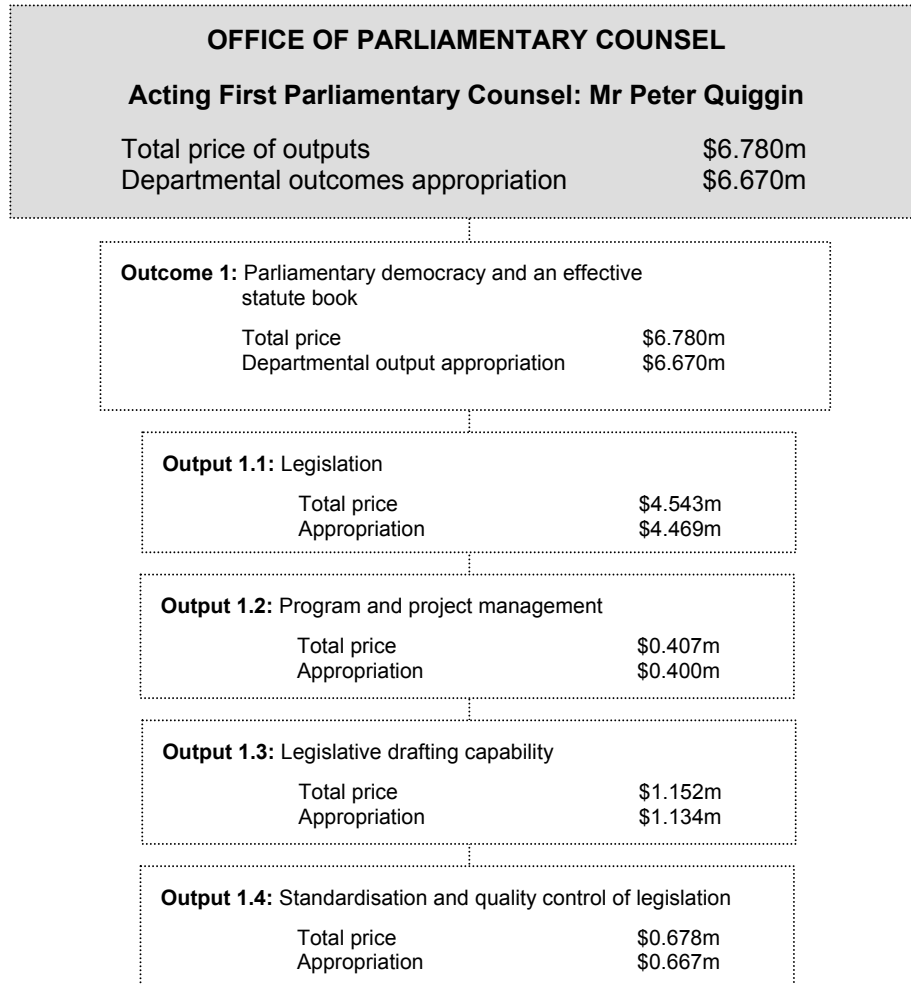 OFFICE OF PARLIAMENTARY COUNSEL
Acting First Parliamentary Counsel: Mr Peter Quiggin
Total price of outputs $6.780m
Departmental outcomes appropriation $6.670m
Outcome 1: Parliamentary democracy and an effective
statute book
Total price $6.780m
Departmental output appropriation $6.670m
Output 1.1: Legislation
Total price $4.543m
Appropriation $4.469m
Output 1.2: Program and project management
Total price $0.407m
Appropriation $0.400m
Output 1.3: Legislative drafting capability
Total price $1.152m
Appropriation $1.134m
Output 1.4: Standardisation and quality control of legislation
Total price $0.678m
Appropriation $0.667m